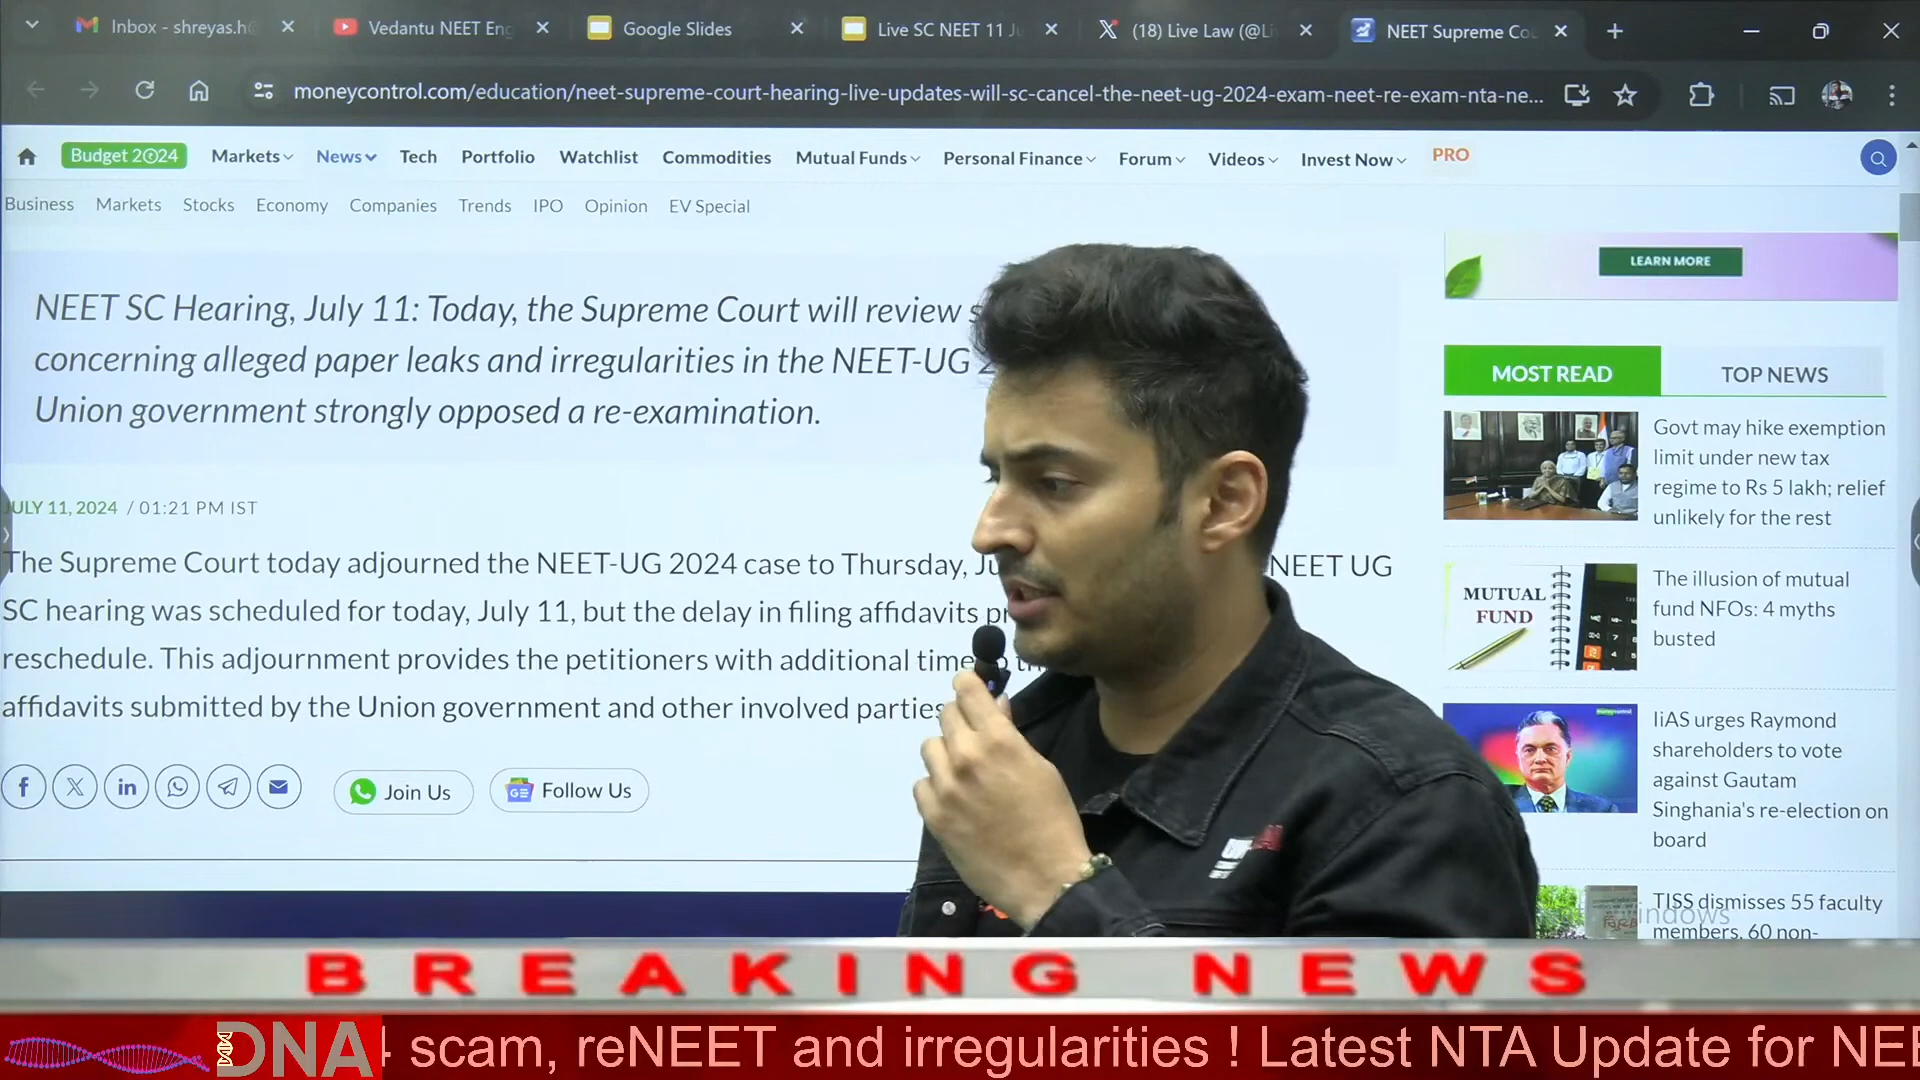 Inbox - shreyas.h@
Vedantu NEET Eng
Google Slides
Live SC NEET 11 Ju
(18) Live Law (@Li
NEET Supreme Cou
moneycontrol.com/education/neet-supreme-court-hearing-live-updates-will-sc-cancel-the-neet-ug-2024-exam-neet-re-exam-nta-ne...
Budget 2024
Markets
News
Tech
Portfolio
Watchlist
Commodities
Mutual Funds
Personal Finance
Forum
Videos
Invest Now
PRO
Business
Markets
Stocks
Economy
Companies
Trends
IPO
Opinion
EV Special
NEET SC Hearing, July 11: Today, the Supreme Court will review
concerning alleged paper leaks and irregularities in the NEET-UG
Union government strongly opposed a re-examination.
JULY 11, 2024 / 01:21 PM IST
The Supreme Court today adjourned the NEET-UG 2024 case to Thursday, NEET UG
SC hearing was scheduled for today, July 11, but the delay in filing affidavits
reschedule. This adjournment provides the petitioners with additional time
affidavits submitted by the Union government and other involved parties
Join Us
Follow Us
LEARN MORE
MOST READ
TOP NEWS
Govt may hike exemption
limit under new tax
regime to Rs 5 lakh; relief
unlikely for the rest
MUTUAL
FUND
The illusion of mutual
fund NFOs: 4 myths
busted
IiAS urges Raymond
shareholders to vote
against Gautam
Singhania's re-election on
board
TISS dismisses 55 faculty
members, 60 non-
indows
BREAKING NEWS
DNA
4 scam, reNEET and irregularities ! Latest NTA Update for NEE